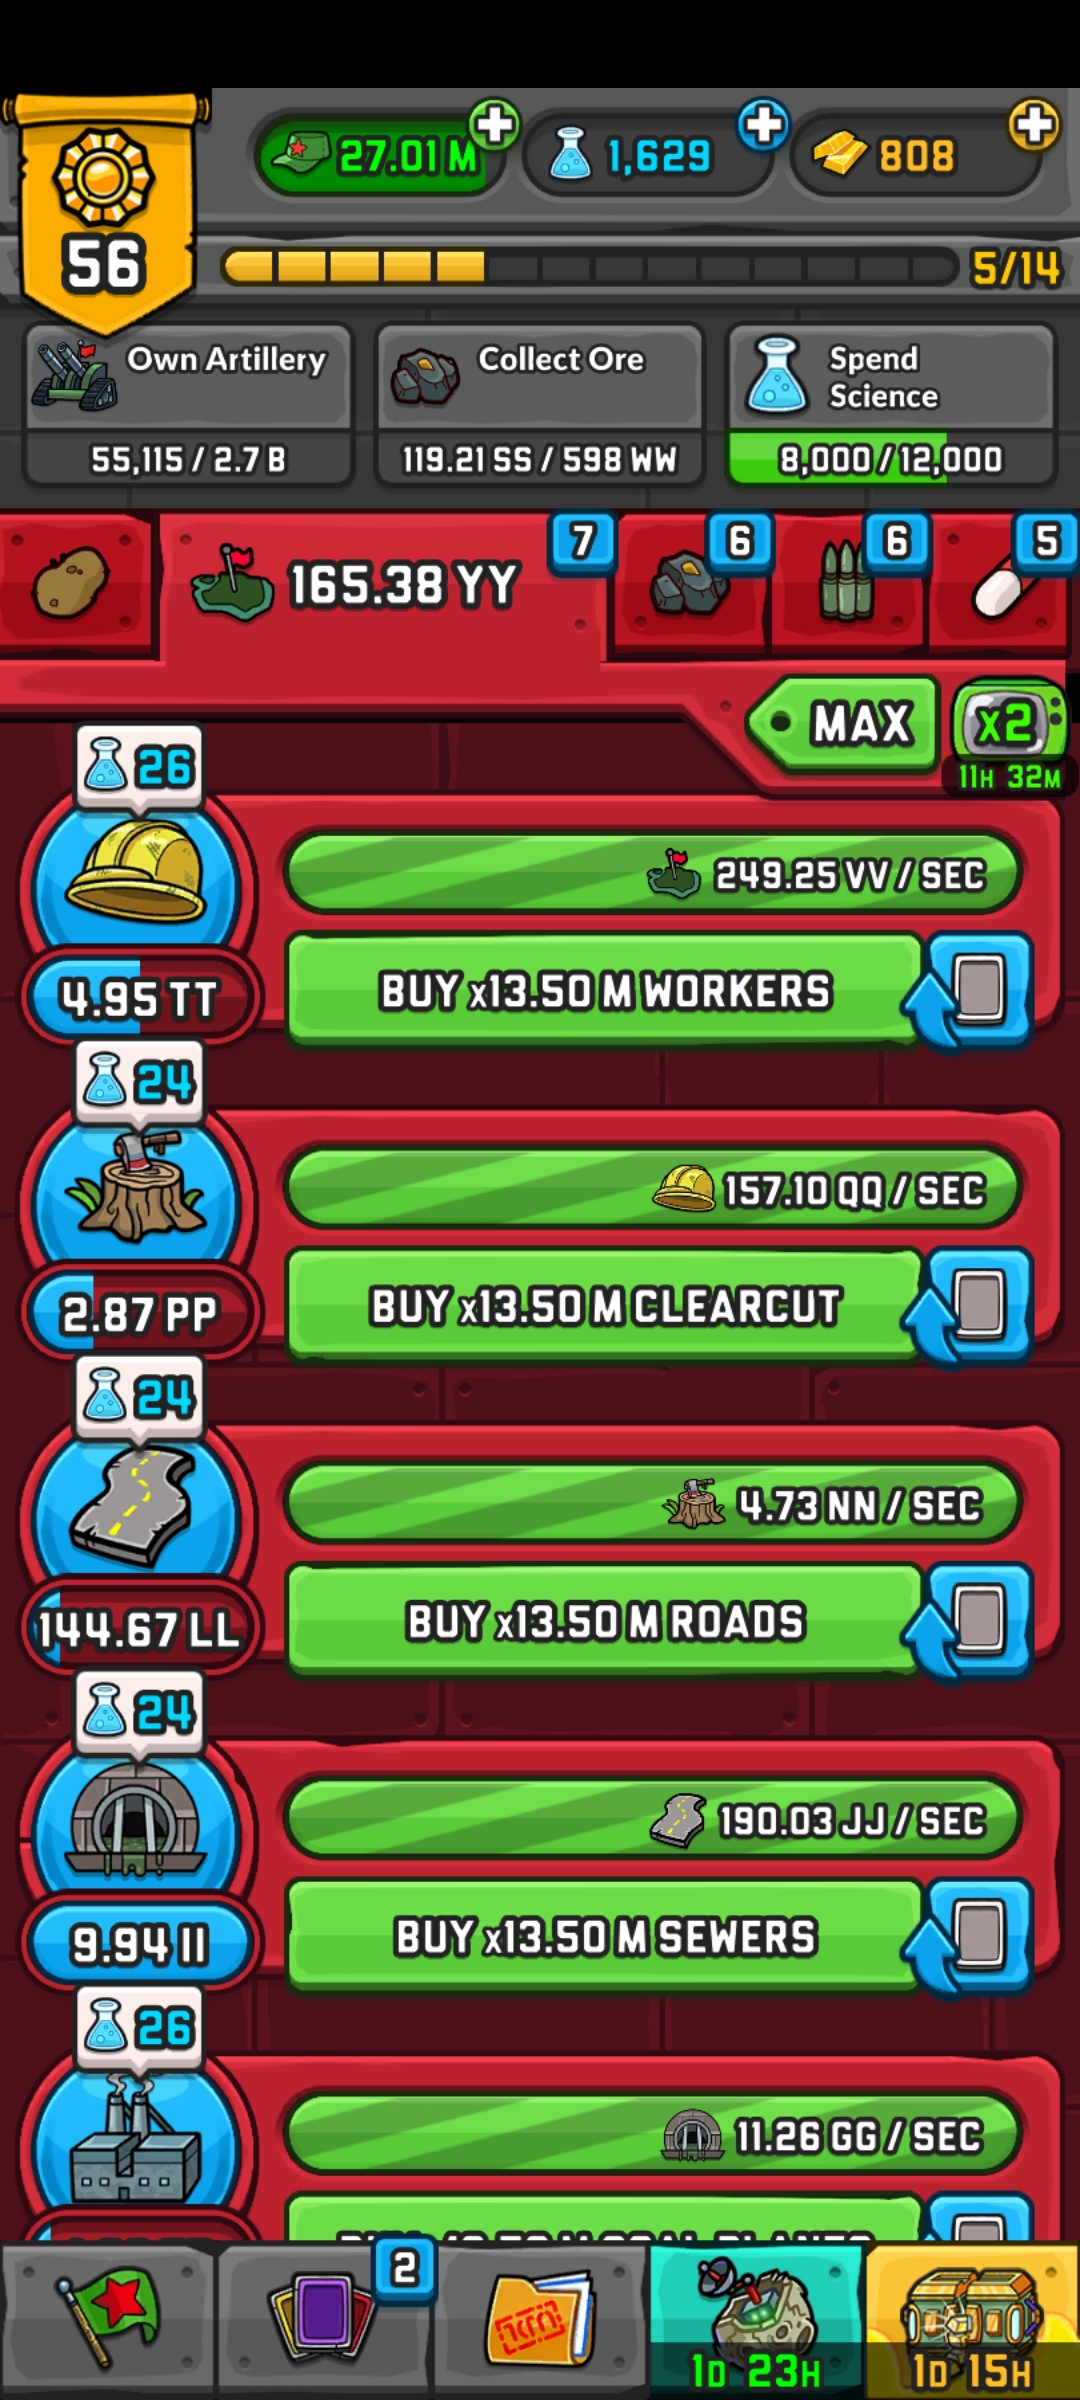 27.01 M
1,629
808
56
5/14
Own Artillery
55,115 / 2.7 B
Collect Ore
119.21 SS / 598 WW
Spend
Science
8,000 / 12,000
165.38 YY
7
6
6
5
MAX
x2
11H 32M
26
249.25 VV / SEC
BUY x13.50 M WORKERS
4.95 TT
24
157.10 QQ / SEC
BUY x13.50 M CLEARCUT
2.87 PP
24
4.73 NN / SEC
BUY x13.50 M ROADS
144.67 LL
24
190.03 JJ / SEC
BUY x13.50 M SEWERS
9.94 II
26
11.26 GG / SEC
2
1D 23H
1D 15H